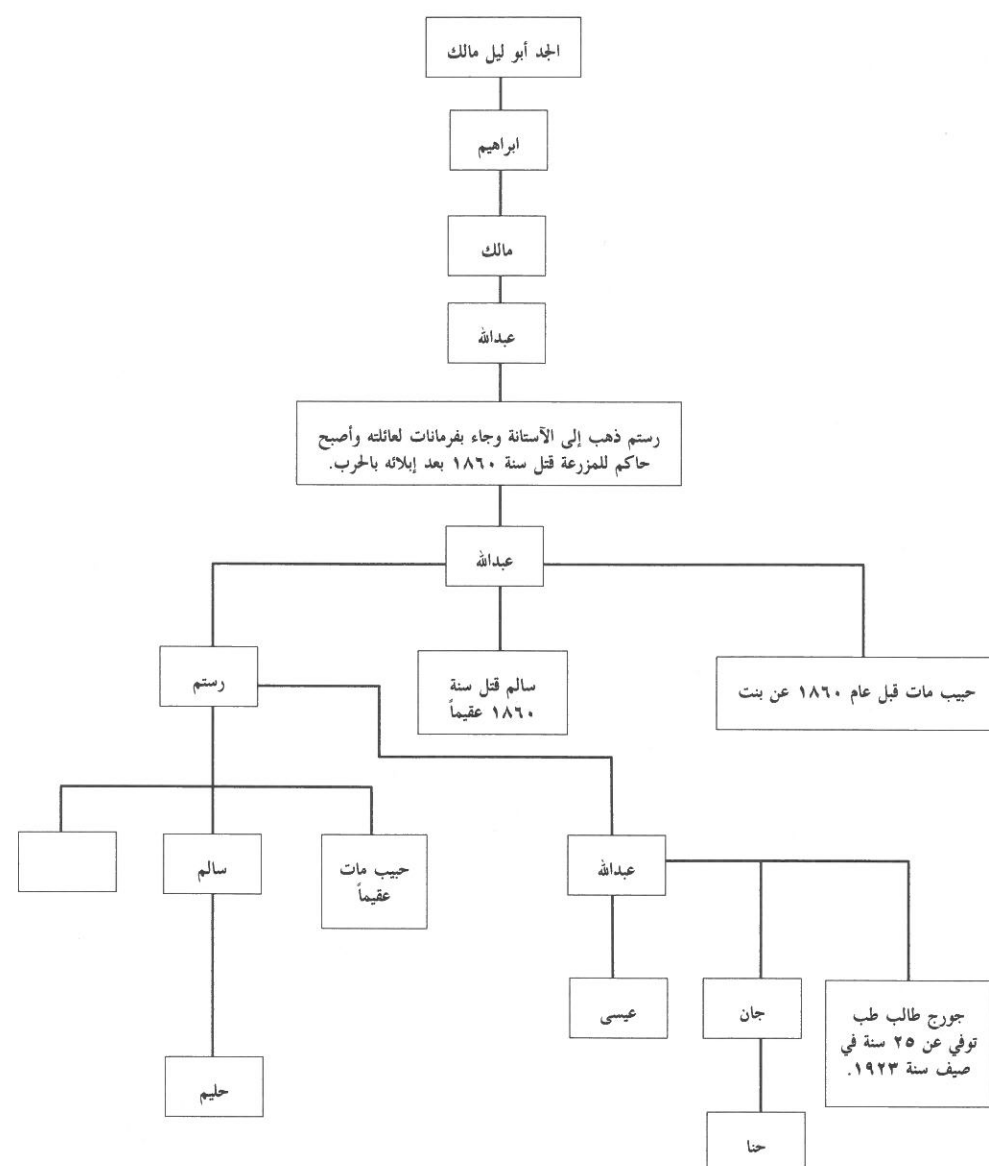 الجد أبو ليل مالك
ابراهيم
مالك
عبدالله
رستم ذهب إلى الآستانة وجاء بفرمانات لعائلته وأصبح
حاكم للمزرعة قتل سنة ١٨٦٠ بعد إبلائه بالحرب.
عبدالله
حبيب مات قبل عام ١٨٦٠ عن بنت
سالم قتل سنة
١٨٦٠ عقيماً
رستم
عبدالله
حبيب مات
عقيماً
سالم
جورج طالب طب
توفي عن ٢٥ سنة في
صيف سنة ١٩٢٣.
جان
عيسى
حليم
حنا